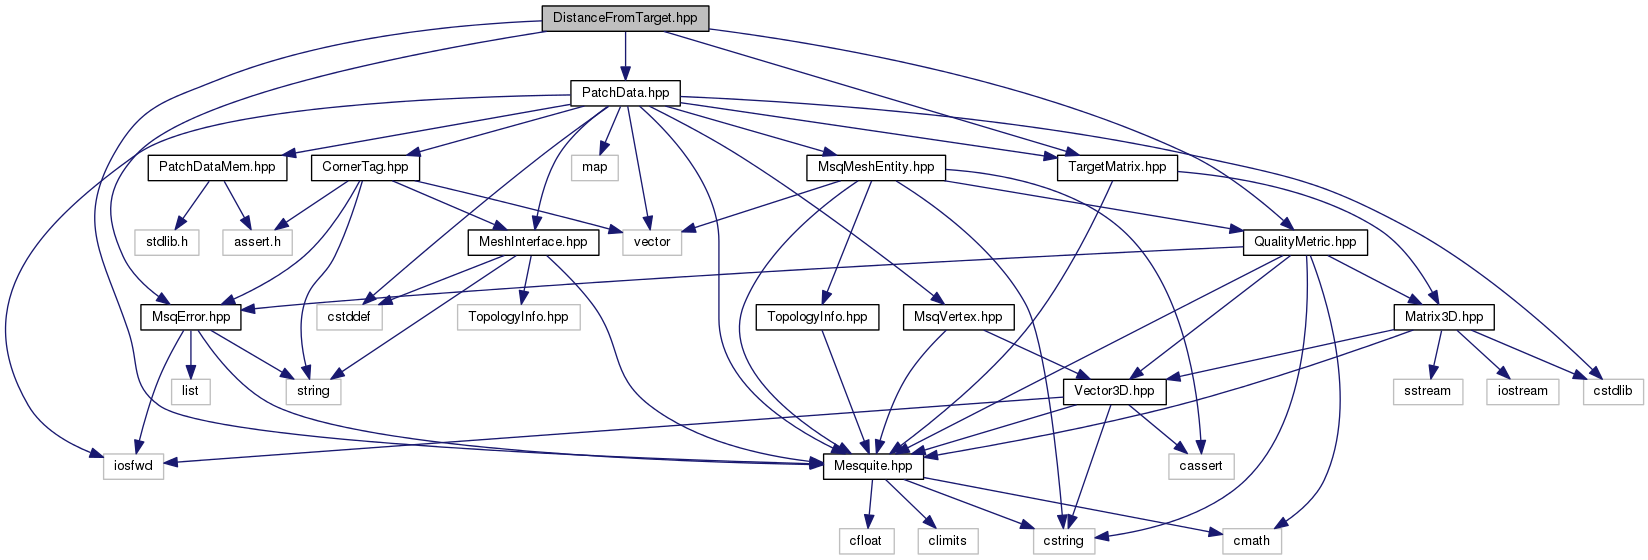 DistanceFromTarget.hpp
PatchData.hpp
PatchDataMem.hpp
CornerTag.hpp
map
MsqMeshEntity.hpp
TargetMatrix.hpp
stdlib.h
assert.h
MeshInterface.hpp
vector
QualityMetric.hpp
MsqError.hpp
cstddef
TopologyInfo.hpp
TopologyInfo.hpp
MsqVertex.hpp
Matrix3D.hpp
list
string
Vector3D.hpp
sstream
iostream
cstdlib
iosfwd
Mesquite.hpp
cassert
cfloat
climits
cstring
cmath